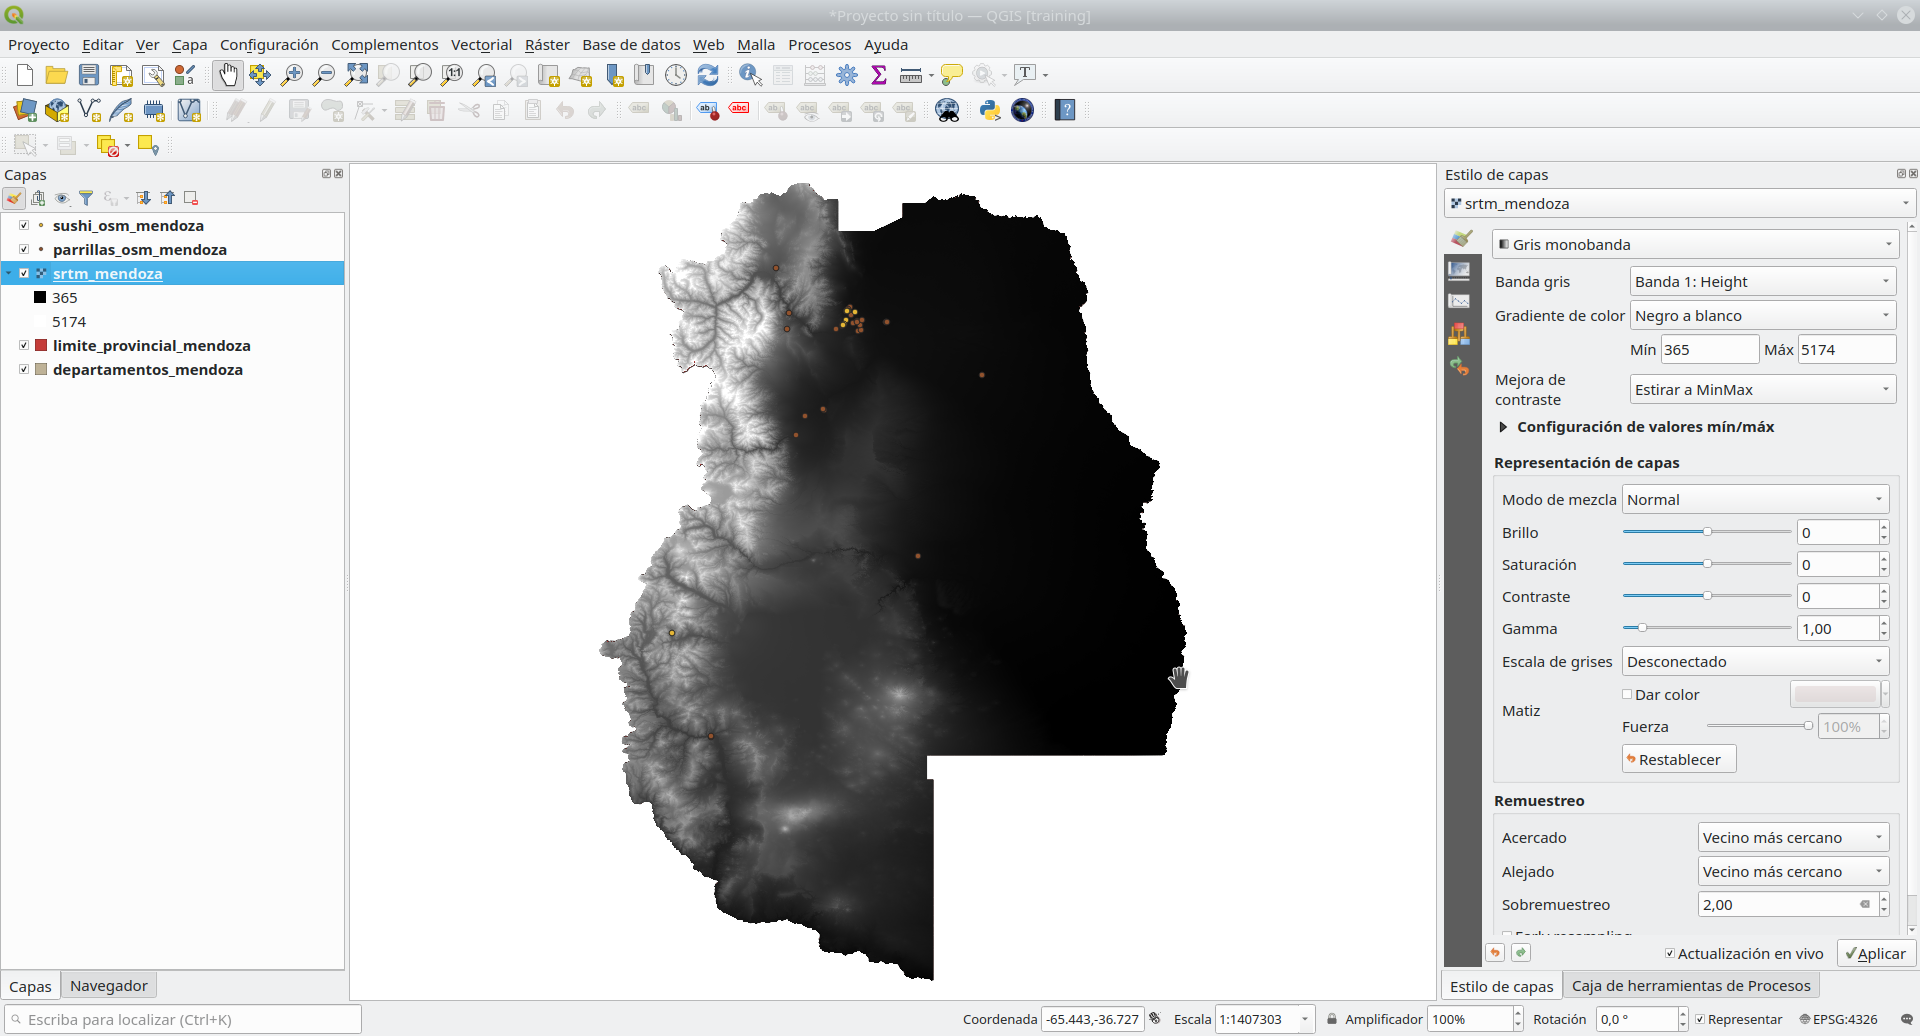 *Proyecto sin título — QGIS [training]
Proyecto Editar Ver Capa Configuración Complementos Vectorial Ráster Base de datos Web Malla Procesos Ayuda
Capas
sushi_osm_mendoza
parrillas_osm_mendoza
srtm_mendoza
365
5174
limite_provincial_mendoza
departamentos_mendoza
Capas Navegador
Estilo de capas
srtm_mendoza
Gris monobanda
Banda gris Banda 1: Height
Gradiente de color Negro a blanco
Mín 365 Máx 5174
Mejora de contraste Estirar a MinMax
Configuración de valores mín/máx
Representación de capas
Modo de mezcla Normal
Brillo 0
Saturación 0
Contraste 0
Gamma 1,00
Escala de grises Desconectado
Matiz Dar color
Fuerza 100%
Restablecer
Remuestreo
Acercado Vecino más cercano
Alejado Vecino más cercano
Sobremuestreo 2,00
Early resampling
Actualización en vivo Aplicar
Estilo de capas Caja de herramientas de Procesos
Escriba para localizar (Ctrl+K) Coordenada -65.443,-36.727 Escala 1:1407303 Amplificador 100% Rotación 0,0 ° Representar EPSG:4326